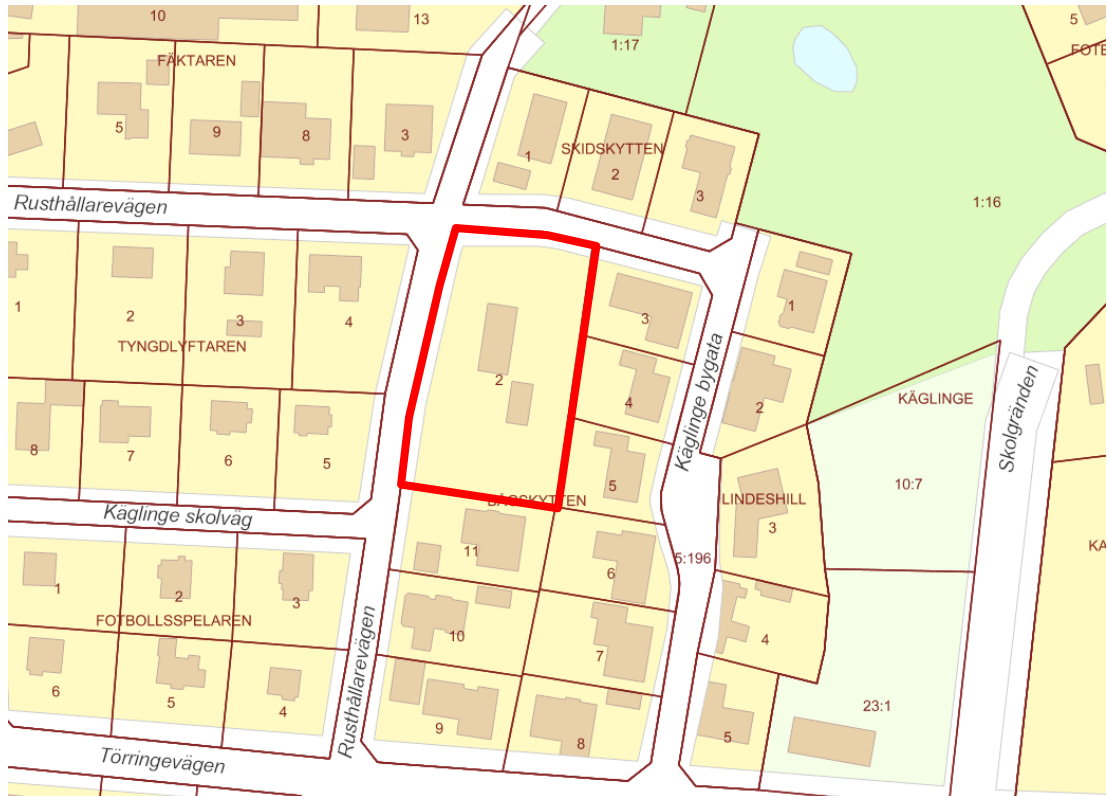 10
13
5
1:17
FÄKTAREN
FOTE
5
9
8
3
1
SKIDSKYTTEN
2
3
1:16
Rusthållarevägen
1
2
3
4
TYNGDLYFTAREN
2
3
1
4
2
Käglinge bygata
KÄGLINGE
Skolgränden
8
7
6
5
5
10:7
BÅGSKYTTEN
LINDESHILL
3
Käglinge skolväg
11
6
5:196
KA
1
2
3
FOTBOLLSSPELAREN
10
7
4
6
5
4
Rusthållarevägen
9
8
5
23:1
Törringevägen